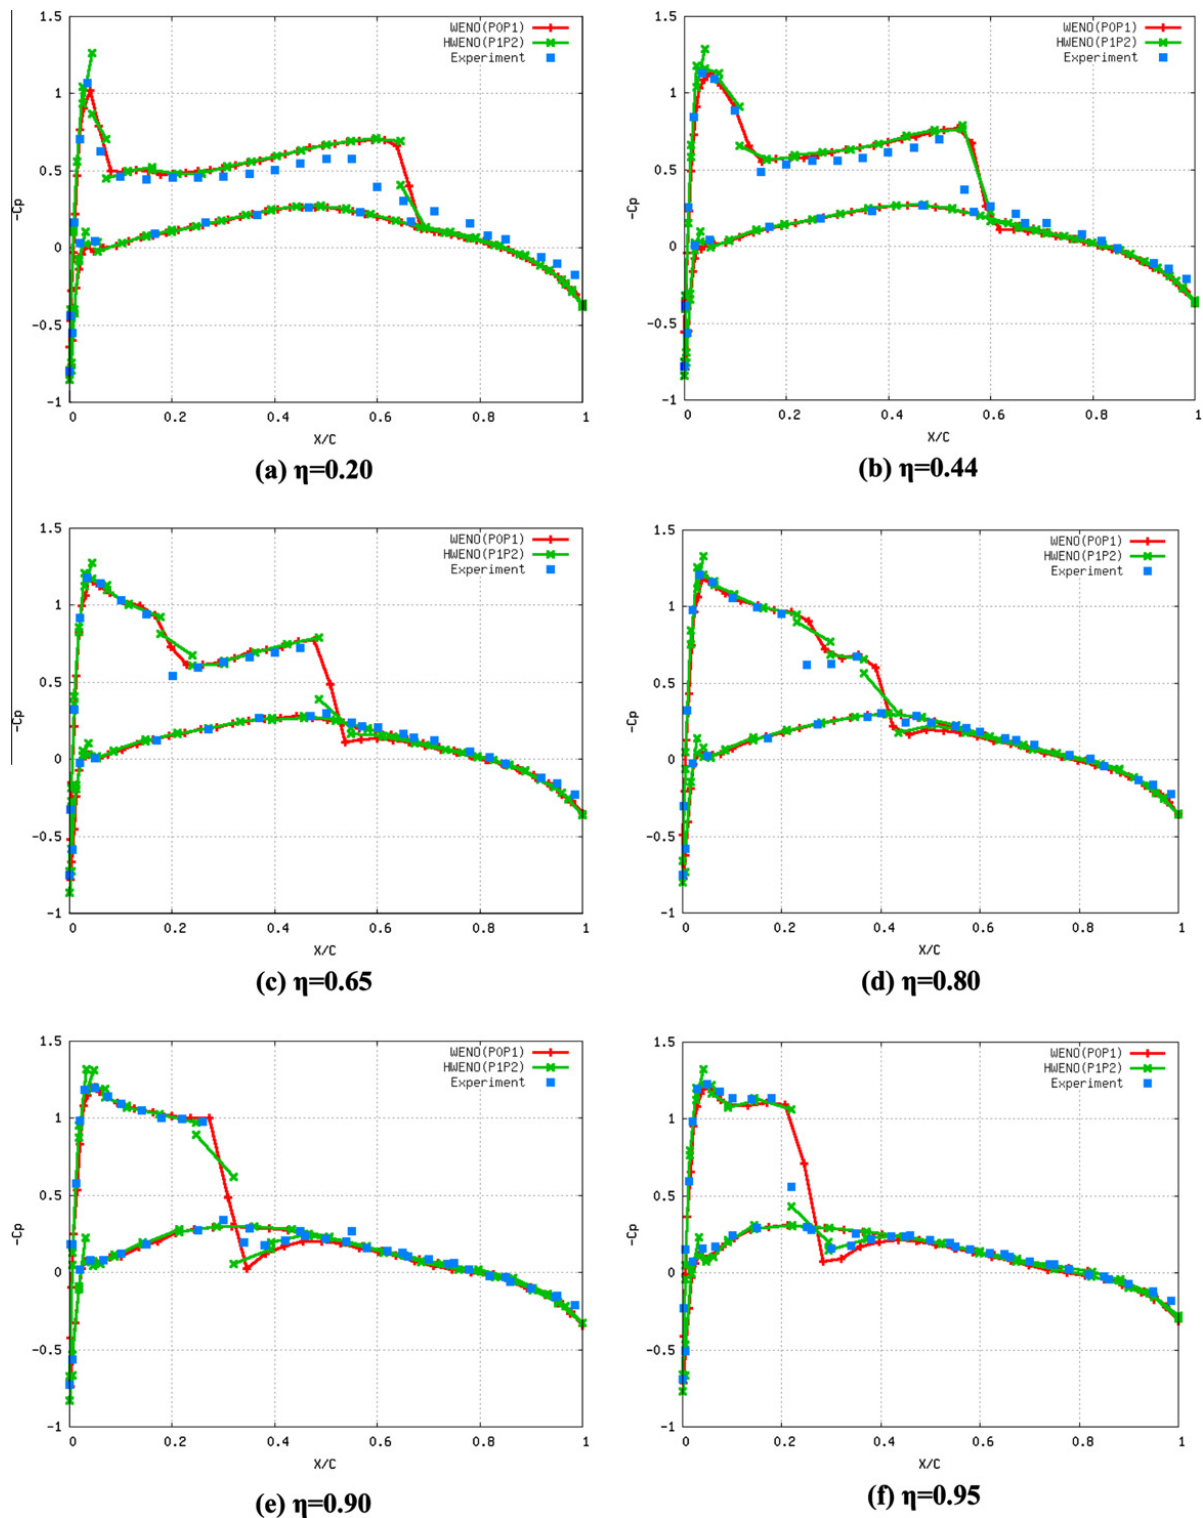 1.5
1
0.5
0
-0.5
-1
-Cp
WENO(P0P1)
HWENO(P1P2)
Experiment
0 0.2 0.4 0.6 0.8 1
X/C
(a) η=0.20
1.5
1
0.5
0
-0.5
-1
-Cp
WENO(P0P1)
HWENO(P1P2)
Experiment
0 0.2 0.4 0.6 0.8 1
X/C
(b) η=0.44
1.5
1
0.5
0
-0.5
-1
-Cp
WENO(P0P1)
HWENO(P1P2)
Experiment
0 0.2 0.4 0.6 0.8 1
X/C
(c) η=0.65
1.5
1
0.5
0
-0.5
-1
-Cp
WENO(P0P1)
HWENO(P1P2)
Experiment
0 0.2 0.4 0.6 0.8 1
X/C
(d) η=0.80
1.5
1
0.5
0
-0.5
-1
-Cp
WENO(P0P1)
HWENO(P1P2)
Experiment
0 0.2 0.4 0.6 0.8 1
X/C
(e) η=0.90
1.5
1
0.5
0
-0.5
-1
-Cp
WENO(P0P1)
HWENO(P1P2)
Experiment
0 0.2 0.4 0.6 0.8 1
X/C
(f) η=0.95